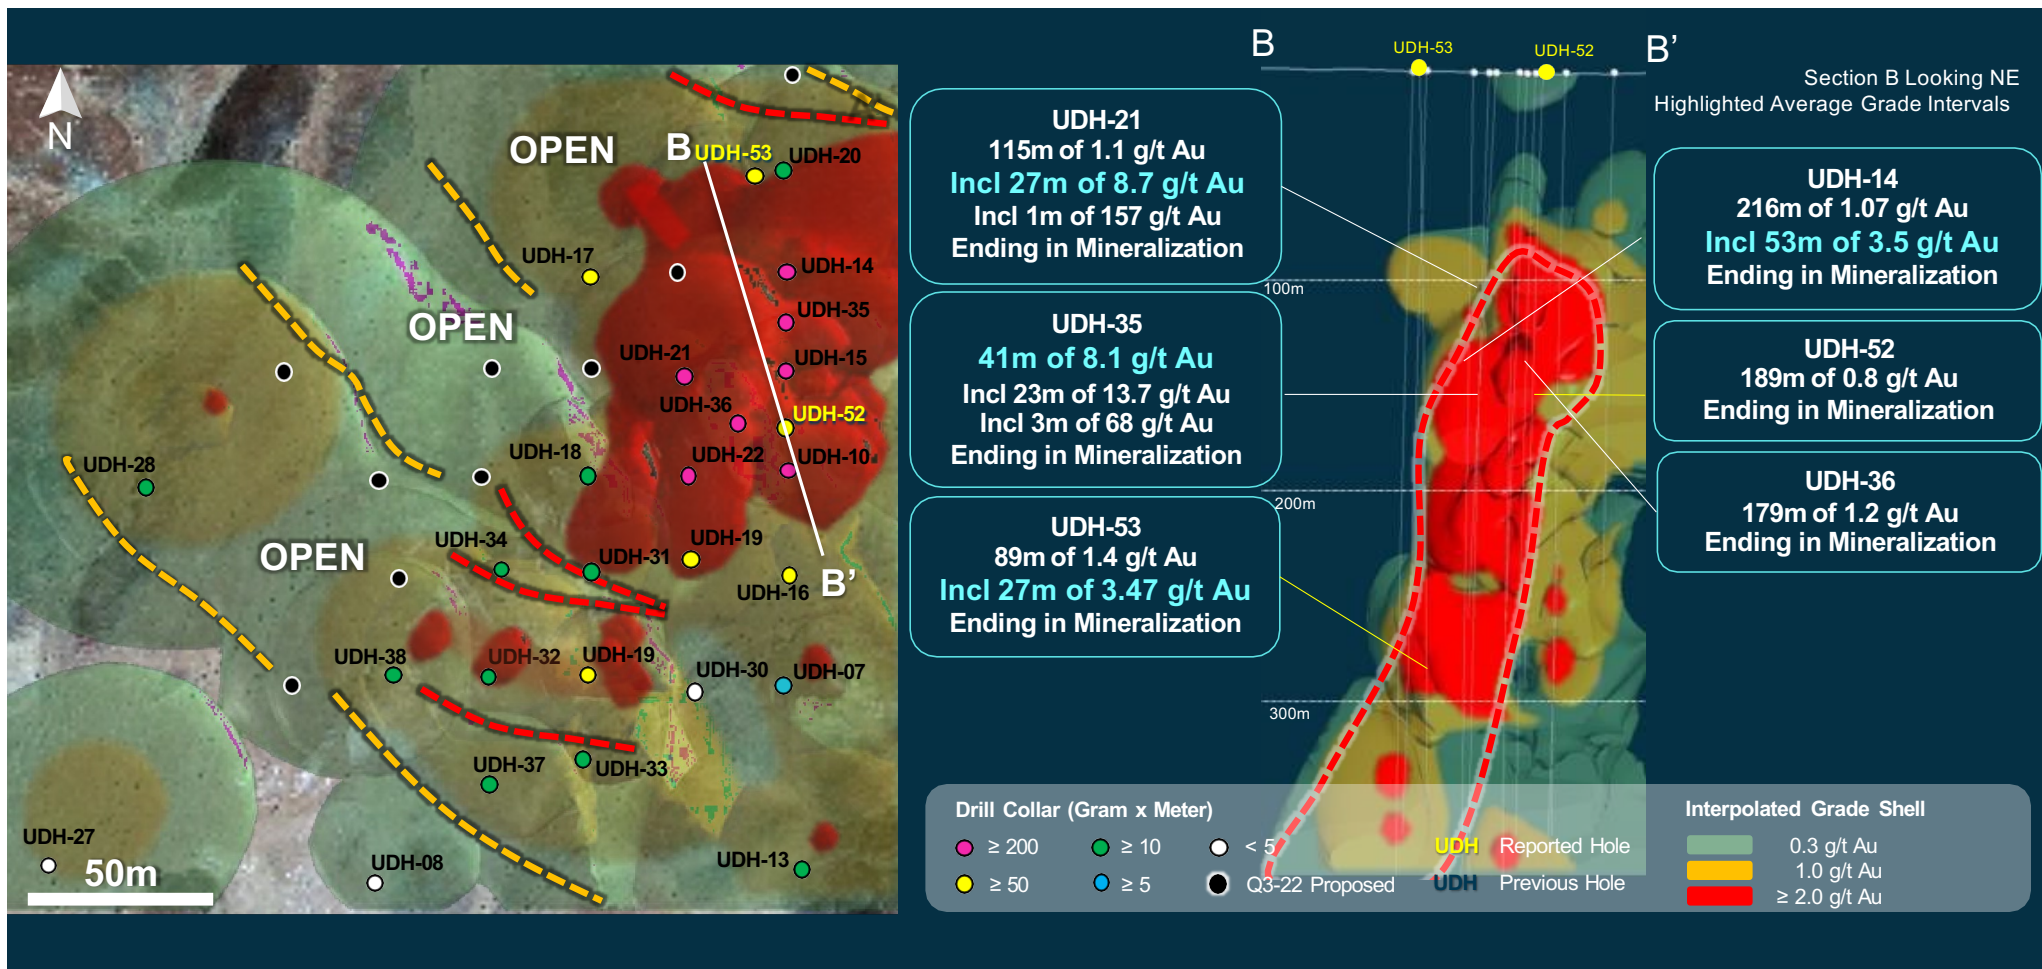 N
OPEN
B
UDH-53
UDH-20
UDH-17
UDH-14
UDH-35
OPEN
UDH-21
UDH-15
UDH-36
UDH-52
UDH-18
UDH-22
UDH-10
UDH-28
OPEN
UDH-34
UDH-31
UDH-19
UDH-16
B’
UDH-38
UDH-32
UDH-19
UDH-30
UDH-07
UDH-37
UDH-33
UDH-27
UDH-08
UDH-13
50m
UDH-21
115m of 1.1 g/t Au
Incl 27m of 8.7 g/t Au
Incl 1m of 157 g/t Au
Ending in Mineralization
UDH-35
41m of 8.1 g/t Au
Incl 23m of 13.7 g/t Au
Incl 3m of 68 g/t Au
Ending in Mineralization
UDH-53
89m of 1.4 g/t Au
Incl 27m of 3.47 g/t Au
Ending in Mineralization
B
UDH-53
UDH-52
B’
100m
200m
300m
Section B Looking NE
Highlighted Average Grade Intervals
UDH-14
216m of 1.07 g/t Au
Incl 53m of 3.5 g/t Au
Ending in Mineralization
UDH-52
189m of 0.8 g/t Au
Ending in Mineralization
UDH-36
179m of 1.2 g/t Au
Ending in Mineralization
Drill Collar (Gram x Meter)
≥ 200
≥ 10
< 5
≥ 50
≥ 5
Q3-22 Proposed
UDH Reported Hole
UDH Previous Hole
Interpolated Grade Shell
0.3 g/t Au
1.0 g/t Au
≥ 2.0 g/t Au